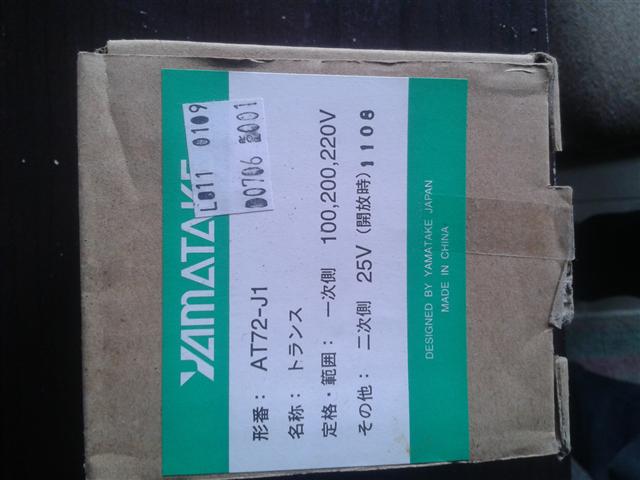 YAMATAKE
L811 0109
00706 2001
形番： AT72-J1
名称： トランス
定格・範囲： 一次側 100,200,220V
その他： 二次側 25V (開放時)
1108
DESIGNED BY YAMATAKE JAPAN
MADE IN CHINA